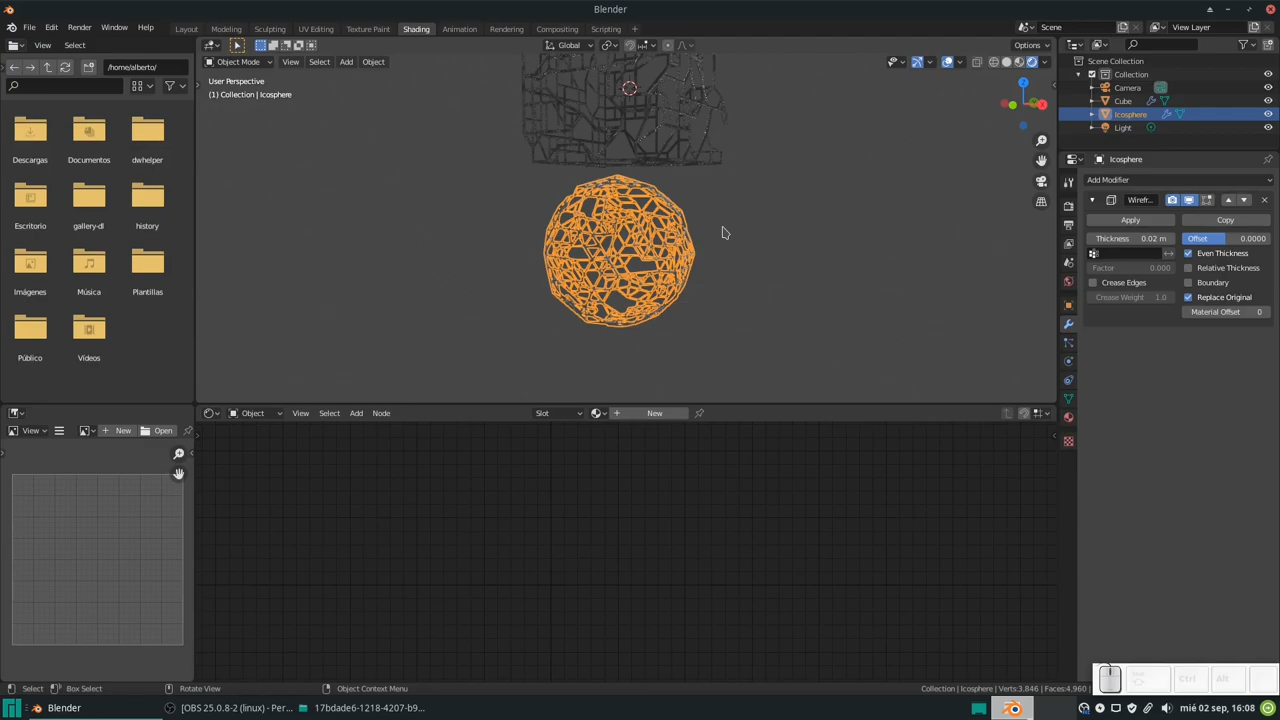 Blender
File Edit Render Window Help Layout Modeling Sculpting UV Editing Texture Paint Shading Animation Compositing Rendering Scripting Scene View Layer
View Select Global Options
/home/alberto/ Object Mode View Select Add Object
User Perspective
(1) Collection | Icosphere
Descargas Documentos dwhelper
Escritorio gallery-dl history
Imágenes Música Plantillas
Público Vídeos
Z
X
Scene Collection
Collection
Camera
Cube
Icosphere
Light
Icosphere
Add Modifier
Wiref...
Apply Copy
Thickness 0.02 m Offset 0.0000
Even Thickness
Factor 0.000 Relative Thickness
Crease Edges Boundary
Crease Weight 1.0 Replace Original
Material Offset 0
Object View Select Add Node Slot New
View New Open
Ctrl Alt
Select Box Select Rotate View Object Context Menu Collection | Icosphere | Verts:3.846 | Faces:4,960
Blender [OBS 25.0.8-2 (linux) - Per... 17bdade6-1218-4207-b9... mié 02 sep, 16:08